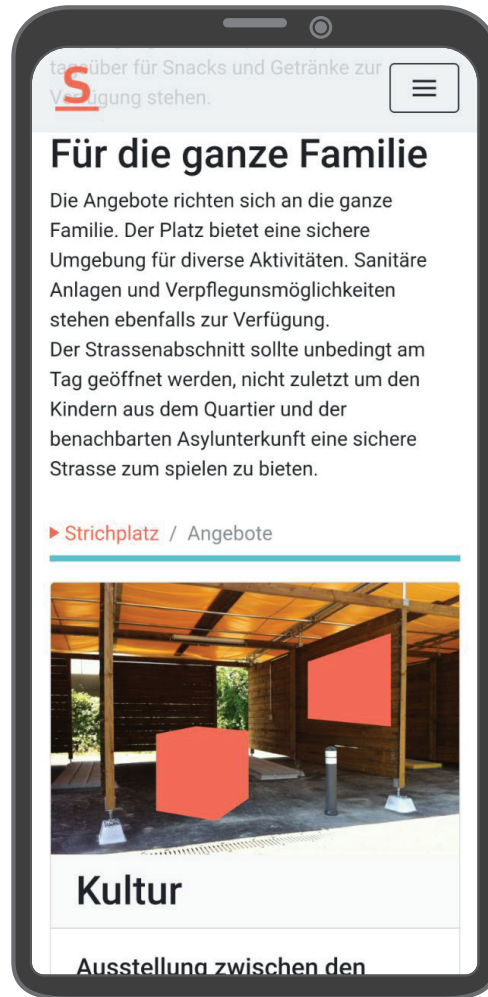 tagsüber für Snacks und Getränke zur
Verfügung stehen.
S
Für die ganze Familie
Die Angebote richten sich an die ganze
Familie. Der Platz bietet eine sichere
Umgebung für diverse Aktivitäten. Sanitäre
Anlagen und Verpflegunsmöglichkeiten
stehen ebenfalls zur Verfügung.
Der Strassenabschnitt sollte unbedingt am
Tag geöffnet werden, nicht zuletzt um den
Kindern aus dem Quartier und der
benachbarten Asylunterkunft eine sichere
Strasse zum spielen zu bieten.
Strichplatz / Angebote
Kultur
Ausstellung zwischen den